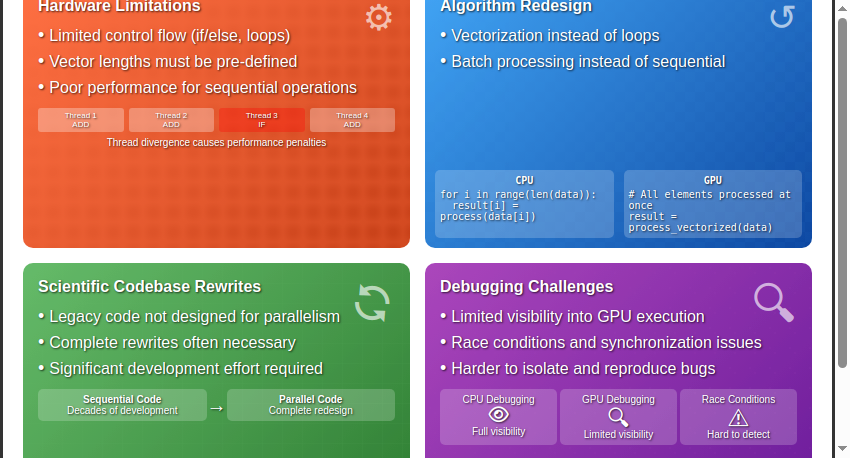 Hardware Limitations
• Limited control flow (if/else, loops)
• Vector lengths must be pre-defined
• Poor performance for sequential operations
Thread 1
ADD
Thread 2
ADD
Thread 3
IF
Thread 4
ADD
Thread divergence causes performance penalties
Algorithm Redesign
• Vectorization instead of loops
• Batch processing instead of sequential
CPU
for i in range(len(data)):
  result[i] =
process(data[i])
GPU
# All elements processed at
once
result =
process_vectorized(data)
Scientific Codebase Rewrites
• Legacy code not designed for parallelism
• Complete rewrites often necessary
• Significant development effort required
Sequential Code
Decades of development
→
Parallel Code
Complete redesign
Debugging Challenges
• Limited visibility into GPU execution
• Race conditions and synchronization issues
• Harder to isolate and reproduce bugs
CPU Debugging
Full visibility
GPU Debugging
Limited visibility
Race Conditions
Hard to detect